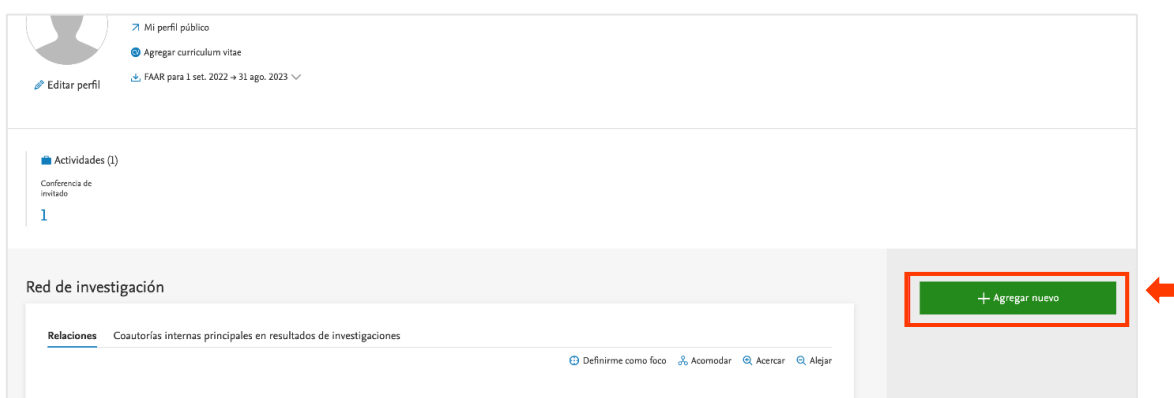 Mi perfil público
Agregar curriculum vitae
Editar perfil
FAAR para 1 set. 2022 → 31 ago. 2023
Actividades (1)
Conferencia de
invitado
1
Red de investigación
+ Agregar nuevo
Relaciones Coautorías internas principales en resultados de investigaciones
Definirme como foco Acomodar Acercar Alejar